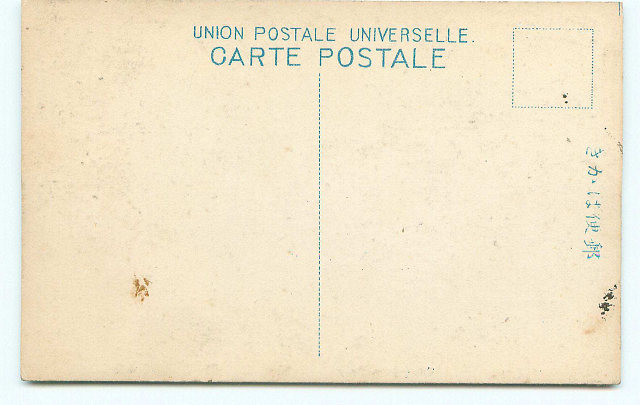 UNION POSTALE UNIVERSELLE.
CARTE POSTALE
きかは便郵